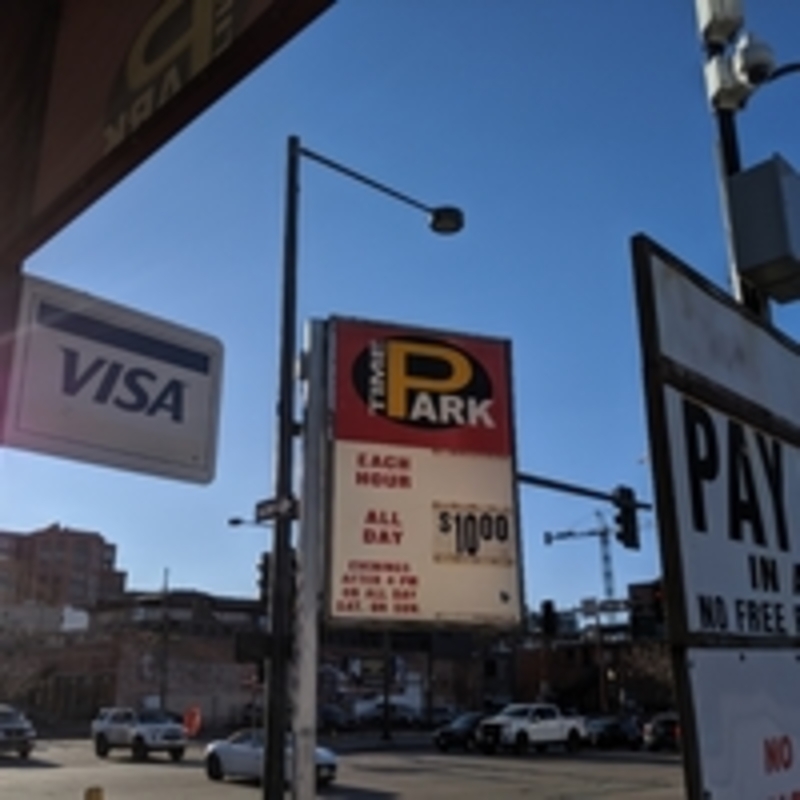 PARK
VISA
TIME PARK
EACH
HOUR
ALL
DAY
$10.00
EVENINGS
AFTER 4 PM
OR ALL DAY
SAT. OR SUN.
PAY
IN
NO FREE
NO